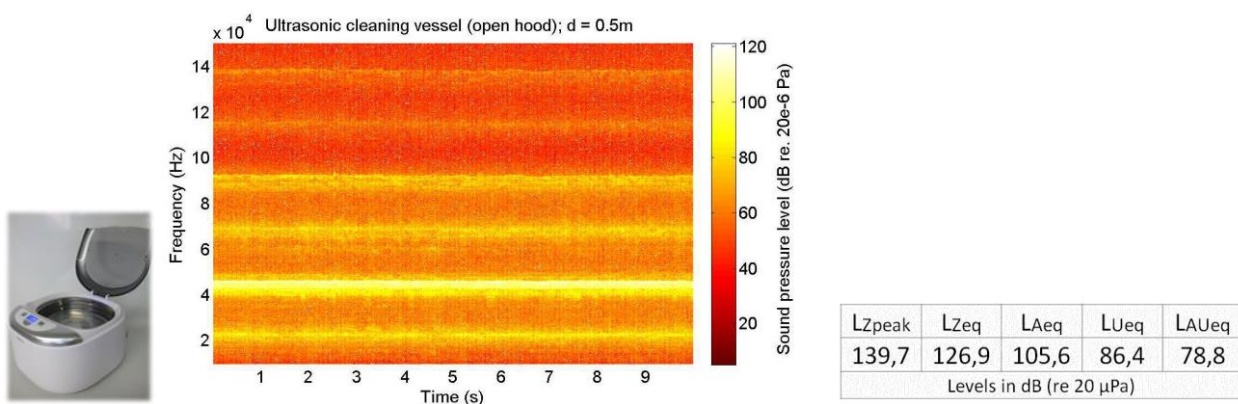 Ultrasonic cleaning vessel (open hood); d = 0.5m
x 10⁴
14
12
10
8
6
4
2
Frequency (Hz)
1 2 3 4 5 6 7 8 9
Time (s)
120
100
80
60
40
20
Sound pressure level (dB re. 20e-6 Pa)
LZpeak LZeq LAeq LUeq LAUeq
139,7 126,9 105,6 86,4 78,8
Levels in dB (re 20 µPa)